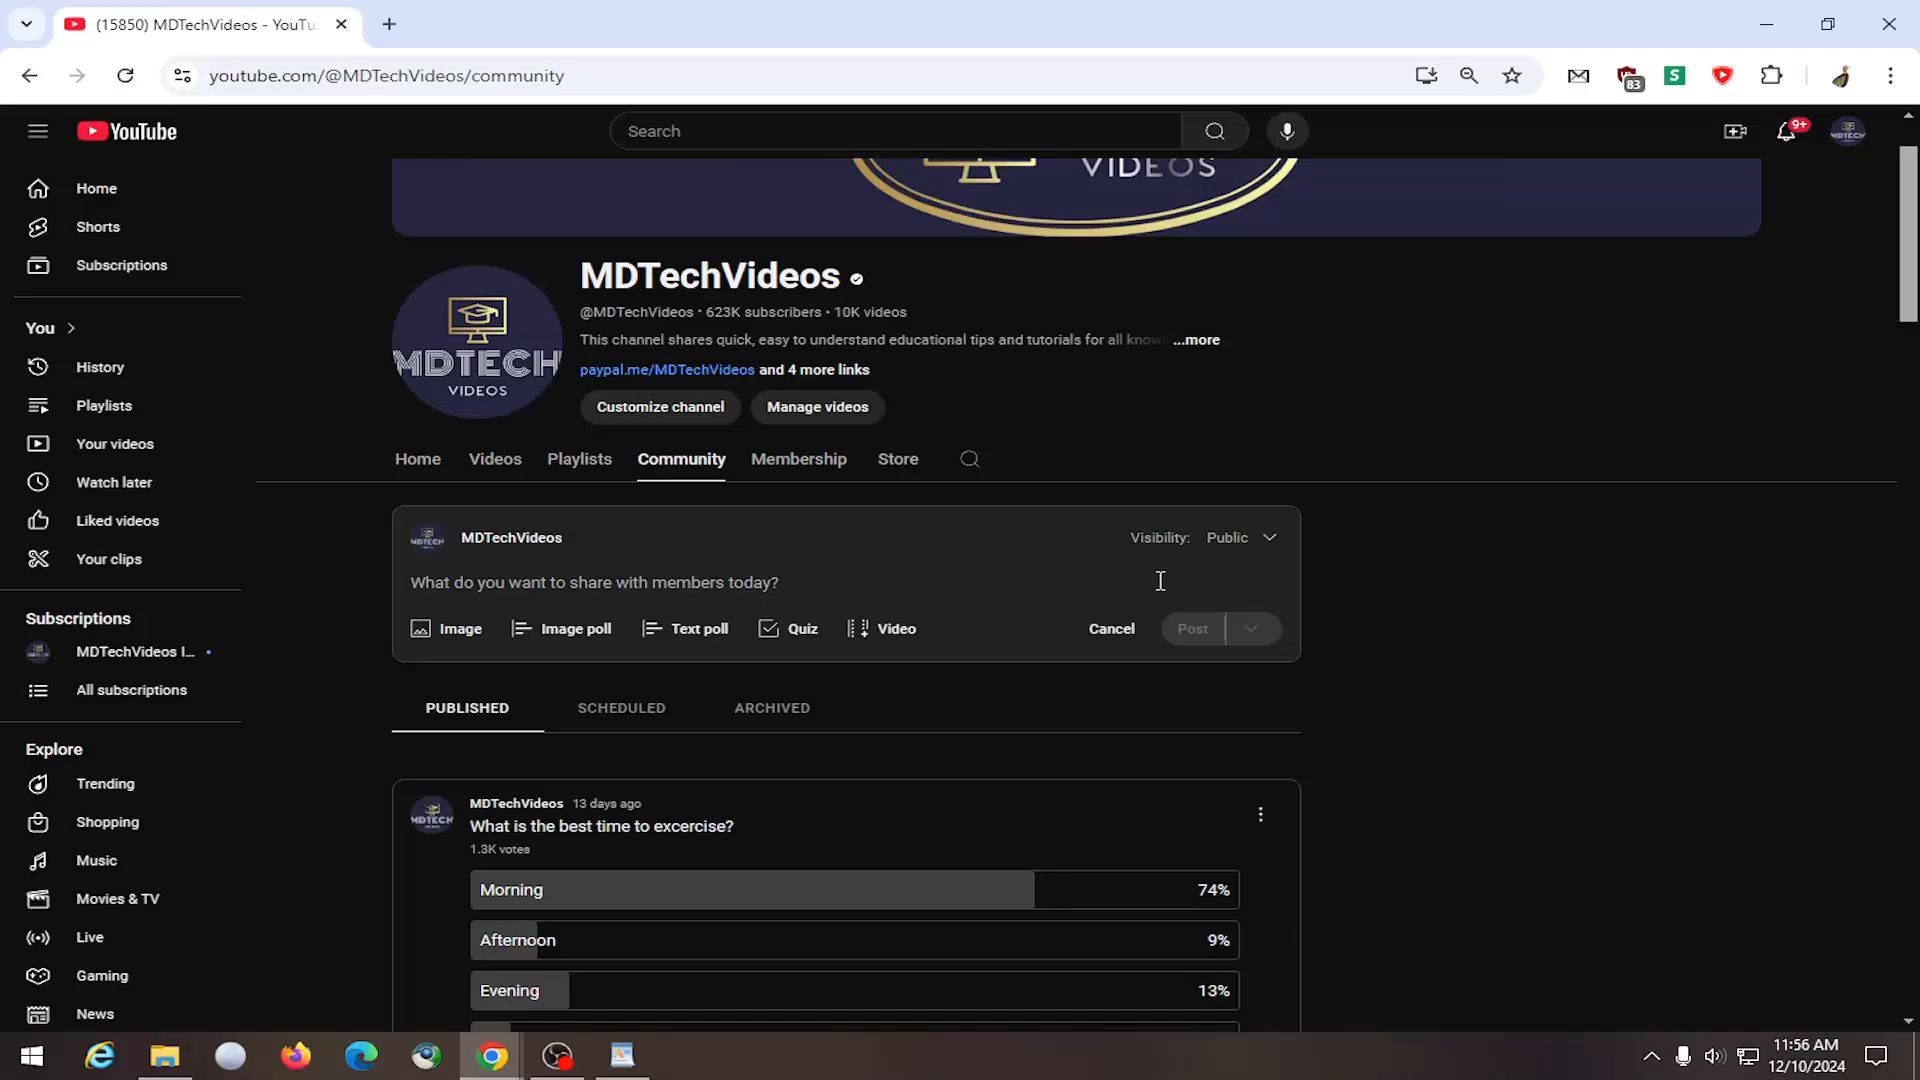 (15850) MDTechVideos - YouTu
youtube.com/@MDTechVideos/community
83
S
YouTube
Search
9+
MDTECH
Home
Shorts
Subscriptions
You
History
Playlists
Your videos
Watch later
Liked videos
Your clips
Subscriptions
MDTechVideos I...
All subscriptions
Explore
Trending
Shopping
Music
Movies & TV
Live
Gaming
News
VIDEOS
MDTECH
VIDEOS
MDTechVideos
@MDTechVideos • 623K subscribers • 10K videos
This channel shares quick, easy to understand educational tips and tutorials for all know ...more
paypal.me/MDTechVideos and 4 more links
Customize channel Manage videos
Home Videos Playlists Community Membership Store
MDTECH
MDTechVideos
Visibility: Public
What do you want to share with members today?
Image Image poll Text poll Quiz Video Cancel Post
PUBLISHED SCHEDULED ARCHIVED
MDTECH
MDTechVideos 13 days ago
What is the best time to excercise?
1.3K votes
Morning 74%
Afternoon 9%
Evening 13%
11:56 AM
12/10/2024